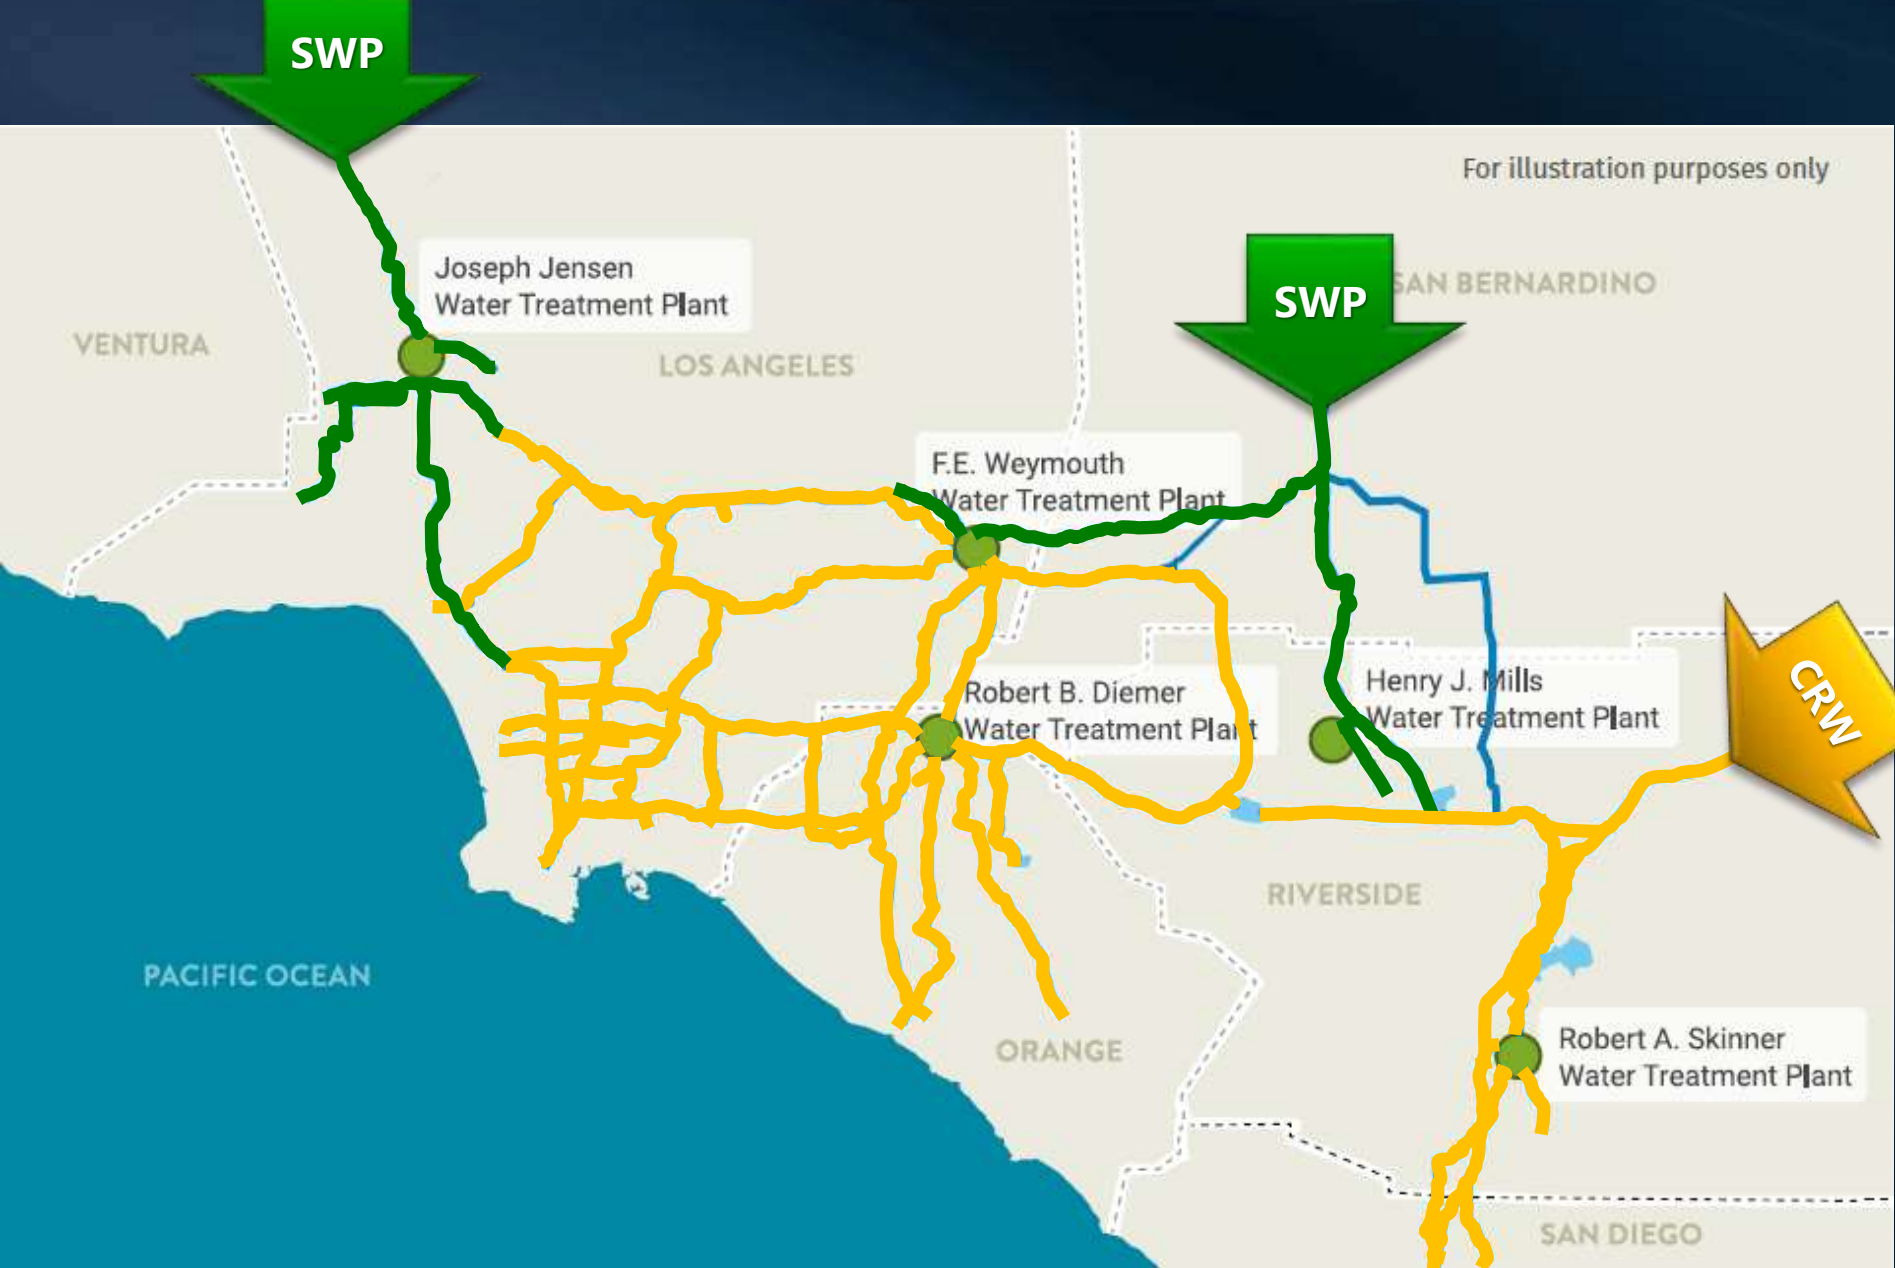 SWP
For illustration purposes only
Joseph Jensen
Water Treatment Plant
SAN BERNARDINO
SWP
VENTURA
LOS ANGELES
F.E. Weymouth
Water Treatment Plant
Henry J. Mills
Water Treatment Plant
CRW
Robert B. Diemer
Water Treatment Plant
RIVERSIDE
PACIFIC OCEAN
ORANGE
Robert A. Skinner
Water Treatment Plant
SAN DIEGO